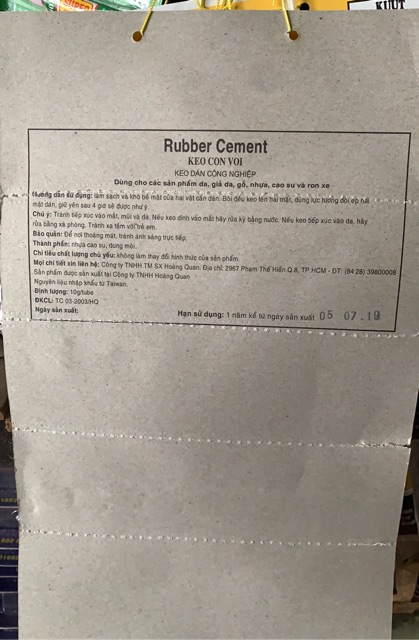 KUUT
Rubber Cement
KEO CON VOI
KEO DÁN CÔNG NGHIỆP
Dùng cho các sản phẩm da, giả da, gỗ, nhựa, cao su và ron xe
Hướng dẫn sử dụng: làm sạch và khô bề mặt của hai vật cần dán. Bôi đều keo lên hai mặt, dùng lực tương đối ép hai
mặt dán, giữ yên sau 4 giờ sẽ được như ý.
Chú ý: Tránh tiếp xúc vào mắt, mũi và da. Nếu keo dính vào mắt hãy rửa kỹ bằng nước. Nếu keo tiếp xúc vào da, hãy
rửa bằng xà phòng. Tránh xa tầm với trẻ em.
Bảo quản: Để nơi thoáng mát, tránh ánh sáng trực tiếp.
Thành phần: nhựa cao su, dung môi.
Chỉ tiêu chất lượng chủ yếu: không làm thay đổi hình thức của sản phẩm.
Mọi chi tiết xin liên hệ: Công ty TNHH TM SX Hoàng Quan. Địa chỉ: 2967 Phạm Thế Hiển Q.8, TP.HCM - ĐT: (84 28) 39800008
Sản phẩm được sản xuất tại Công ty TNHH Hoàng Quan
Nguyên liệu nhập khẩu từ Taiwan.
Định lượng: 10g/tube
ĐKCL: TC 03-2003/HQ
Ngày sản xuất: Hạn sử dụng: 1 năm kể từ ngày sản xuất 05 07.19